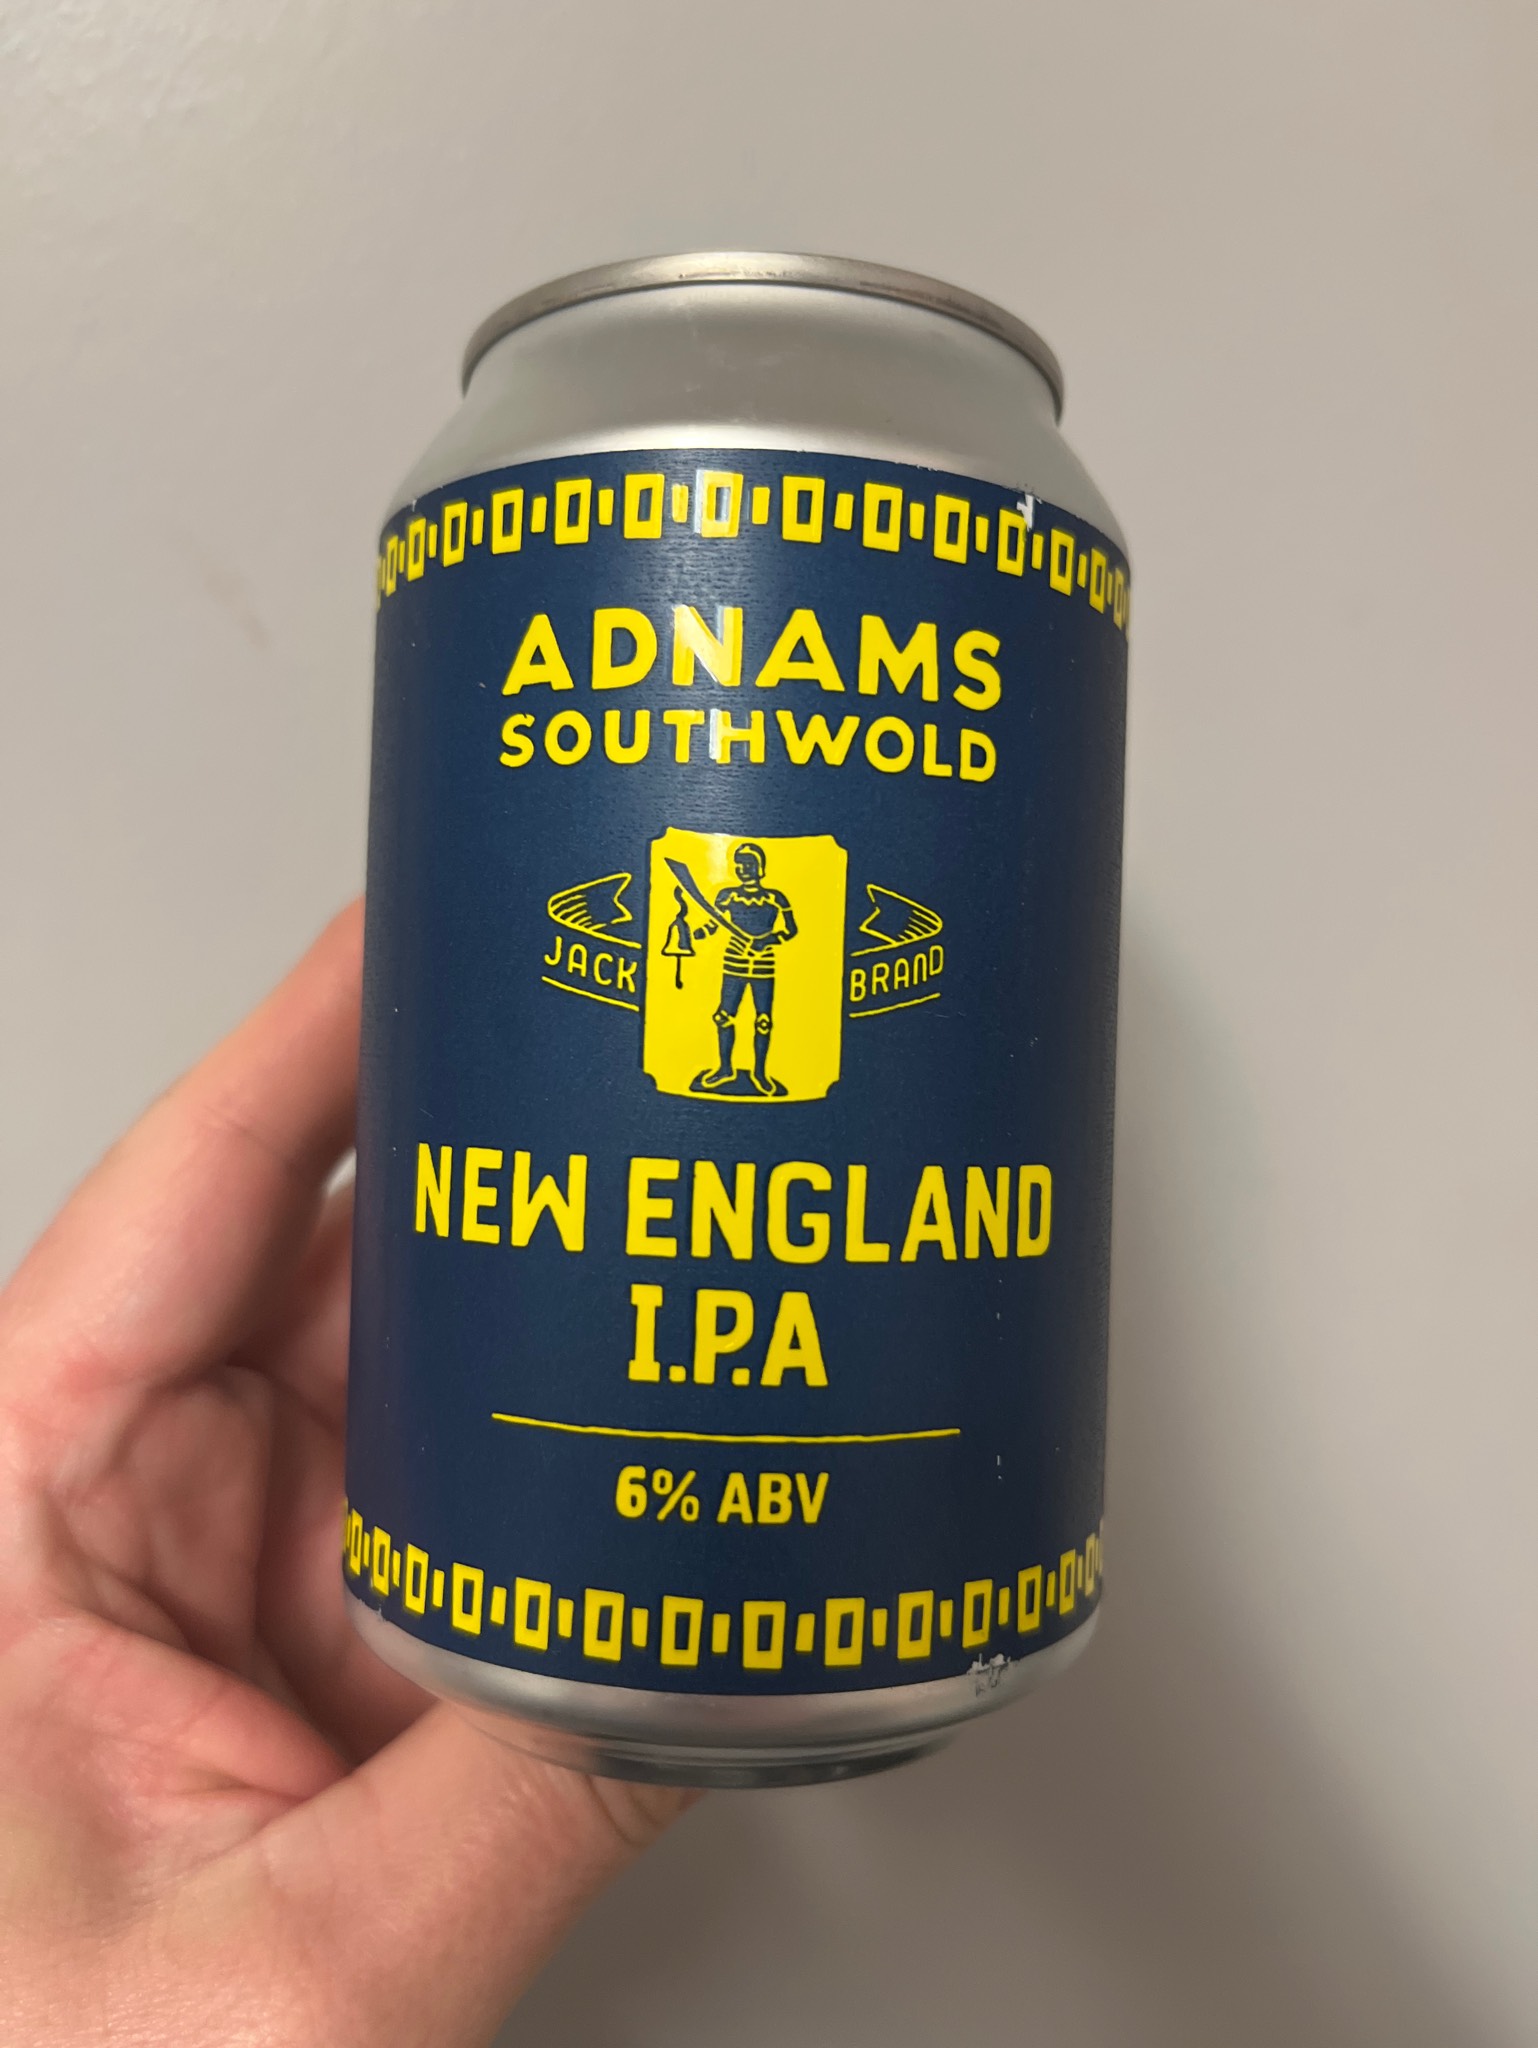 ADNAMS
SOUTHWOLD
JACK BRAND
NEW ENGLAND
I.P.A
6% ABV